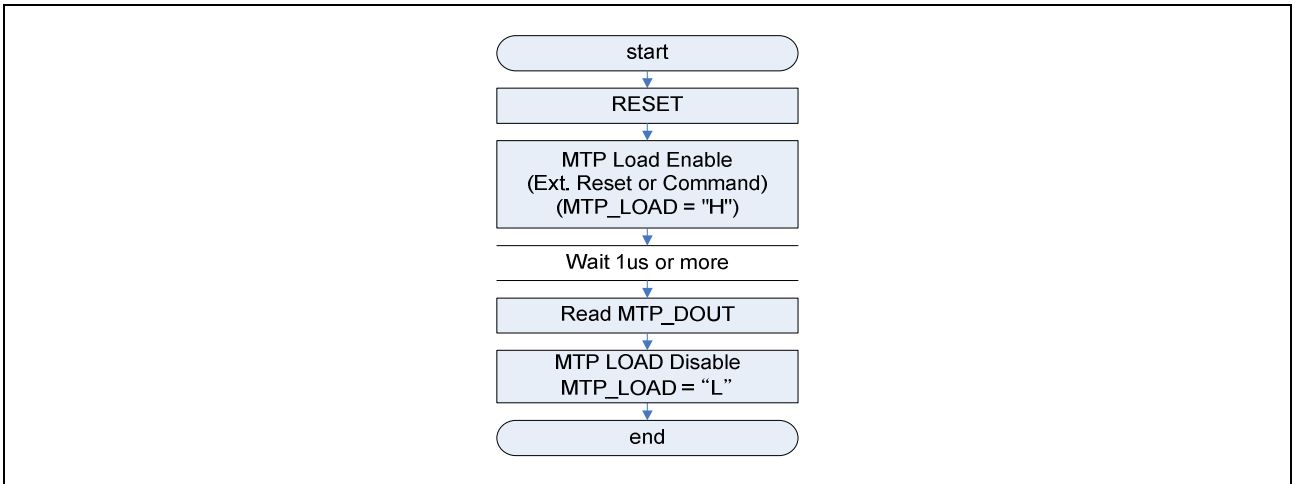 start
RESET
MTP Load Enable
(Ext. Reset or Command)
(MTP_LOAD = "H")
Wait 1us or more
Read MTP_DOUT
MTP LOAD Disable
MTP_LOAD = “L”
end